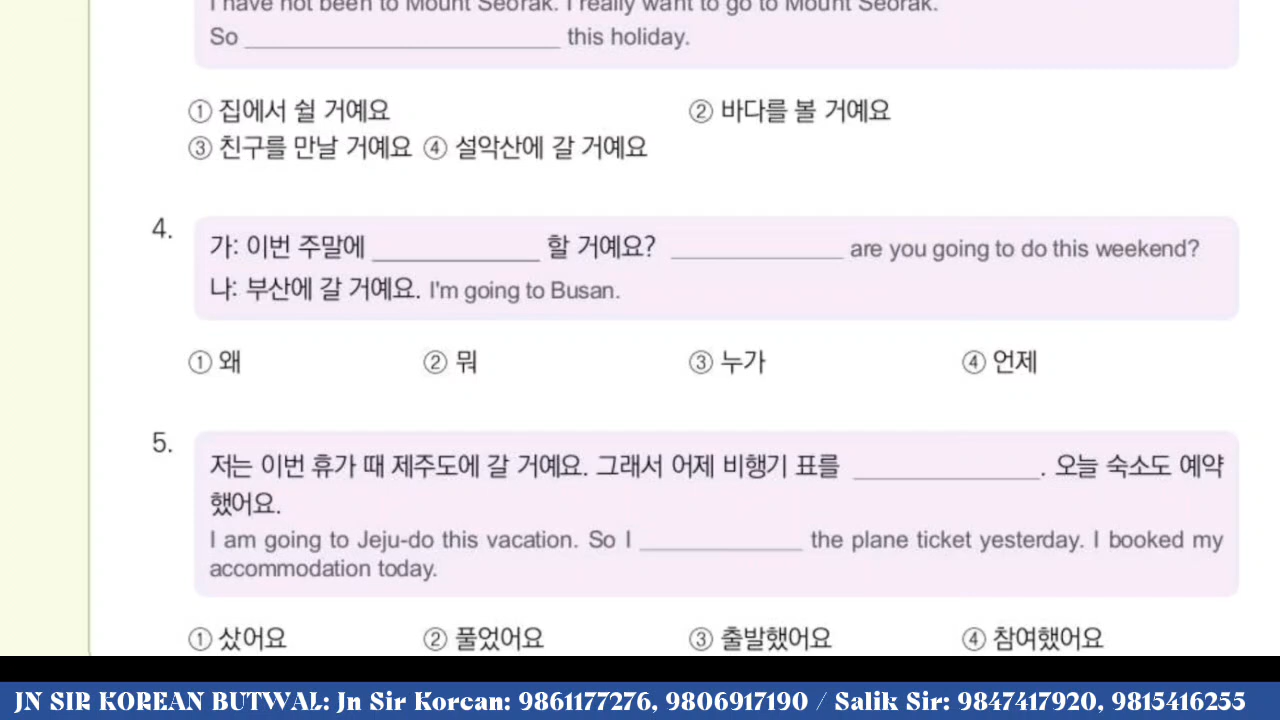 I have not been to Mount Seorak. I really want to go to Mount Seorak.
So ______ this holiday.
① 집에서 쉴 거예요 ② 바다를 볼 거예요
③ 친구를 만날 거예요 ④ 설악산에 갈 거예요
4.
가: 이번 주말에 ______ 할 거예요? ______ are you going to do this weekend?
나: 부산에 갈 거예요. I'm going to Busan.
① 왜 ② 뭐 ③ 누가 ④ 언제
5.
저는 이번 휴가 때 제주도에 갈 거예요. 그래서 어제 비행기 표를 ______. 오늘 숙소도 예약
했어요.
I am going to Jeju-do this vacation. So I ______ the plane ticket yesterday. I booked my
accommodation today.
① 샀어요 ② 풀었어요 ③ 출발했어요 ④ 참여했어요
JN SIR KOREAN BUTWAL: Jn Sir Korcan: 9861177276, 9806917190 / Salik Sir: 9847417920, 9815416255